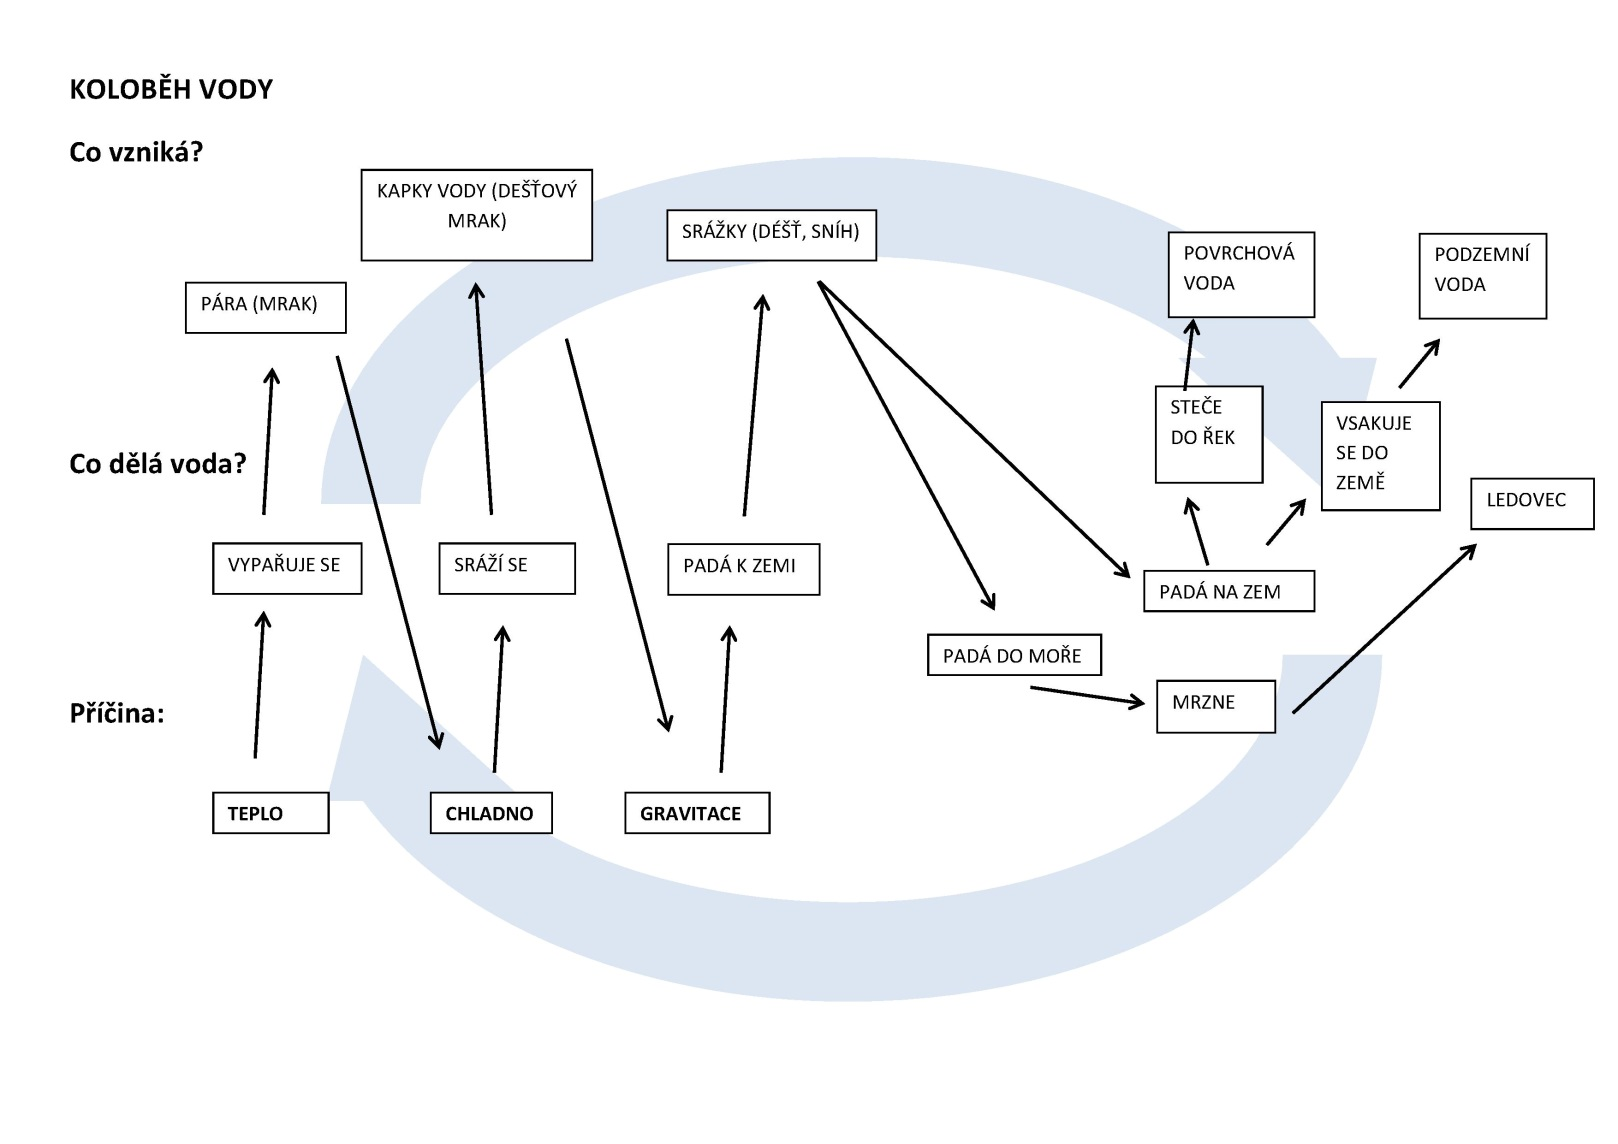 KOLOBĚH VODY
Co vzniká?
KAPKY VODY (DEŠŤOVÝ
MRAK)
SRÁŽKY (DÉŠŤ, SNÍH)
POVRCHOVÁ
VODA
PODZEMNÍ
VODA
PÁRA (MRAK)
STEČE
DO ŘEK
VSAKUJE
SE DO
ZEMĚ
Co dělá voda?
LEDOVEC
VYPAŘUJE SE
SRÁŽÍ SE
PADÁ K ZEMI
PADÁ NA ZEM
PADÁ DO MOŘE
MRZNE
Příčina:
TEPLO
CHLADNO
GRAVITACE